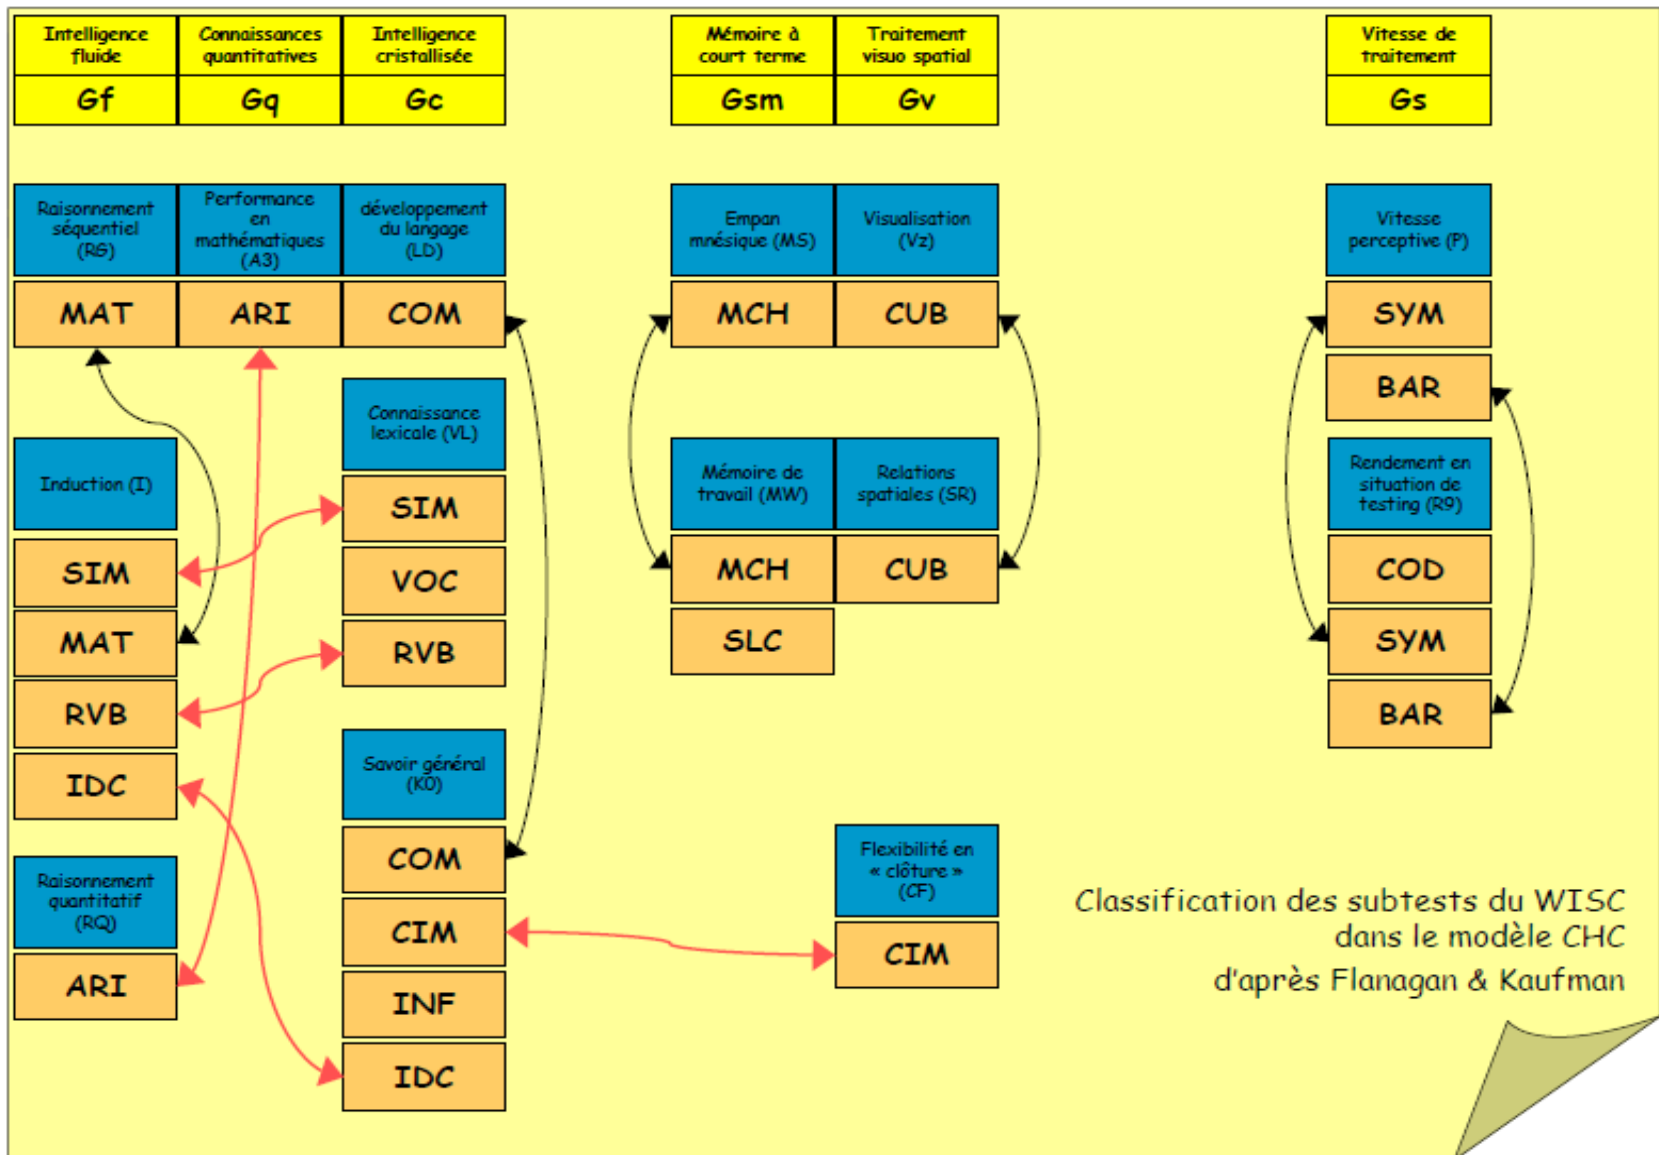 Intelligence
fluide
Connaissances
quantitatives
Intelligence
cristallisée
Mémoire à
court terme
Traitement
visuo spatial
Vitesse de
traitement
Gf
Gq
Gc
Gsm
Gv
Gs
Raisonnement
séquentiel
(RG)
Performance
en
mathématiques
(A3)
développement
du langage
(LD)
Empan
mnésique (MS)
Visualisation
(Vz)
Vitesse
perceptive (P)
MAT
ARI
COM
MCH
CUB
SYM
BAR
Connaissance
lexicale (VL)
Induction (I)
Mémoire de
travail (MW)
Relations
spatiales (SR)
Rendement en
situation de
testing (R9)
SIM
SIM
MCH
CUB
COD
VOC
MAT
RVB
SLC
SYM
RVB
BAR
IDC
Savoir général
(K0)
COM
Flexibilité en
« clôture »
(CF)
Raisonnement
quantitatif
(RQ)
CIM
CIM
ARI
INF
IDC
Classification des subtests du WISC
dans le modèle CHC
d'après Flanagan & Kaufman